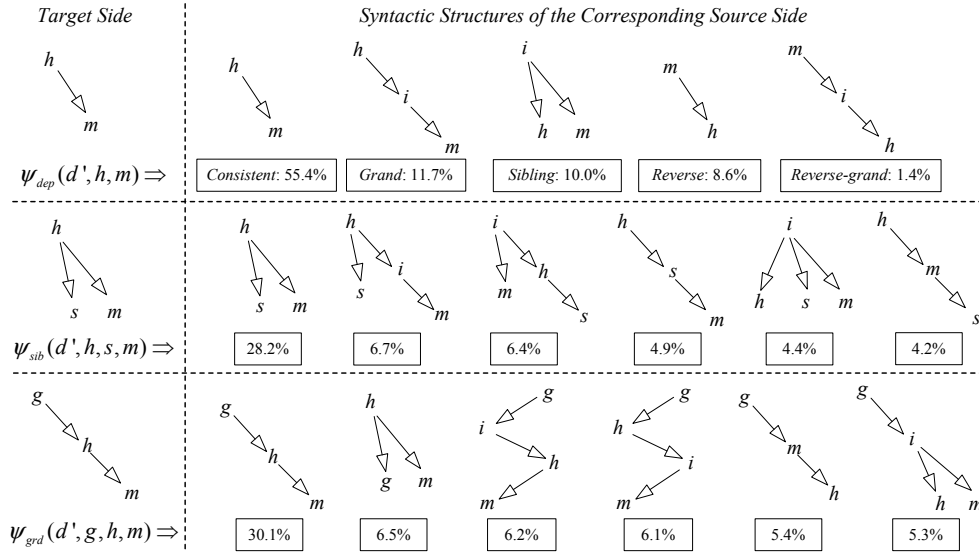 Target Side
Syntactic Structures of the Corresponding Source Side
h
m
h
m
h
i
m
i
h m
m
h
m
i
h
ψdep(d', h, m) ⇒
Consistent: 55.4%
Grand: 11.7%
Sibling: 10.0%
Reverse: 8.6%
Reverse-grand: 1.4%
h
s m
h
s m
h
i
s
m
i
h
m
s
h
s
m
i
h s m
h
m
s
ψsib(d', h, s, m) ⇒
28.2%
6.7%
6.4%
4.9%
4.4%
4.2%
g
h
m
g
h
m
h
g m
g
i
h
m
g
h
i
m
g
m
h
g
i
h m
ψgrd(d', g, h, m) ⇒
30.1%
6.5%
6.2%
6.1%
5.4%
5.3%